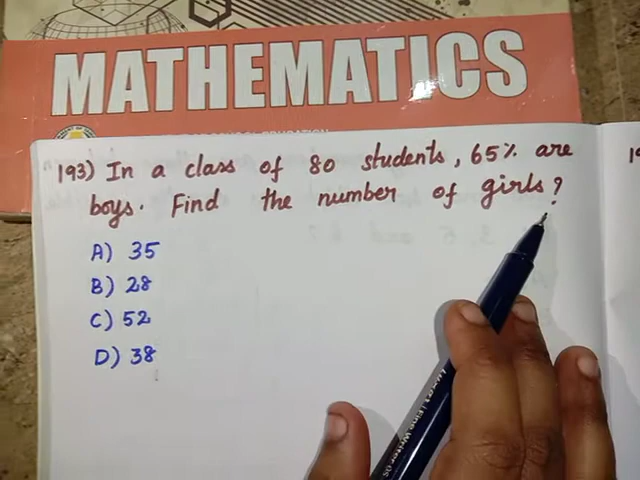 MATHEMATICS
193) In a class of 80 students, 65% are
boys. Find the number of girls?
A) 35
B) 28
C) 52
D) 38